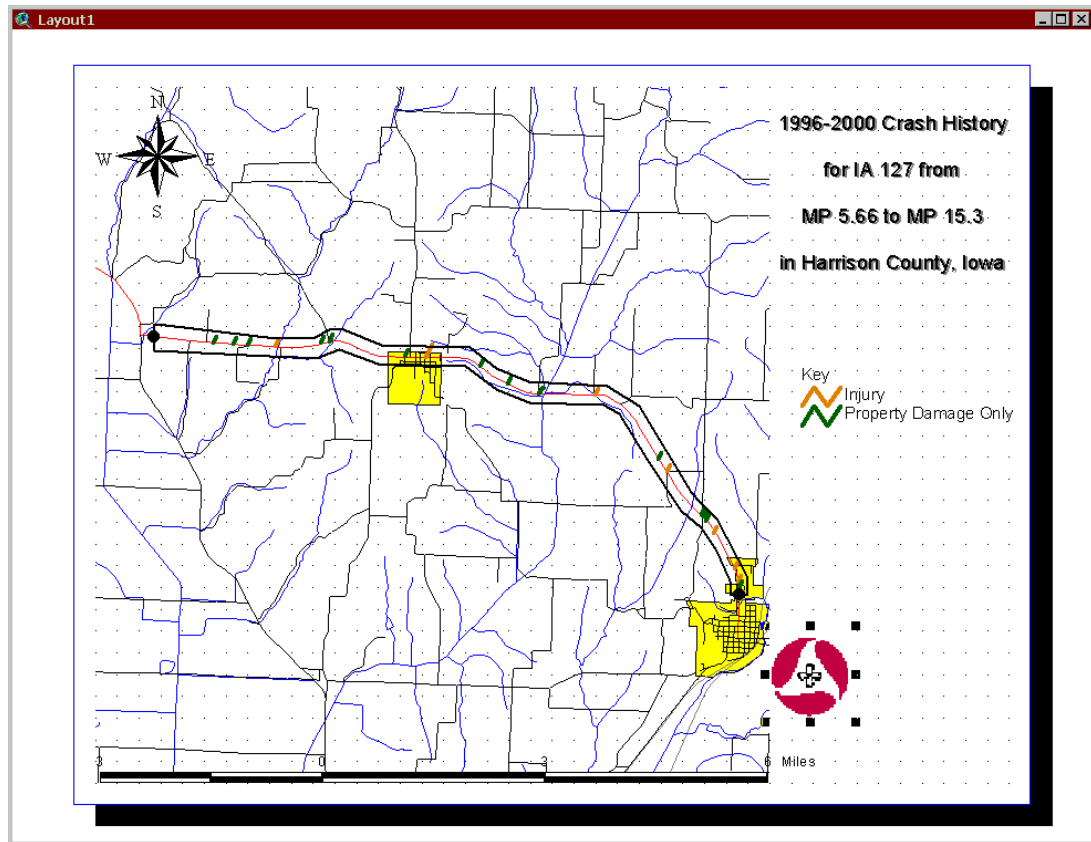 Layout1
N
W E
S
1996-2000 Crash History
for IA 127 from
MP 5.66 to MP 15.3
in Harrison County, Iowa
Key
Injury
Property Damage Only
3 0 3 6 Miles